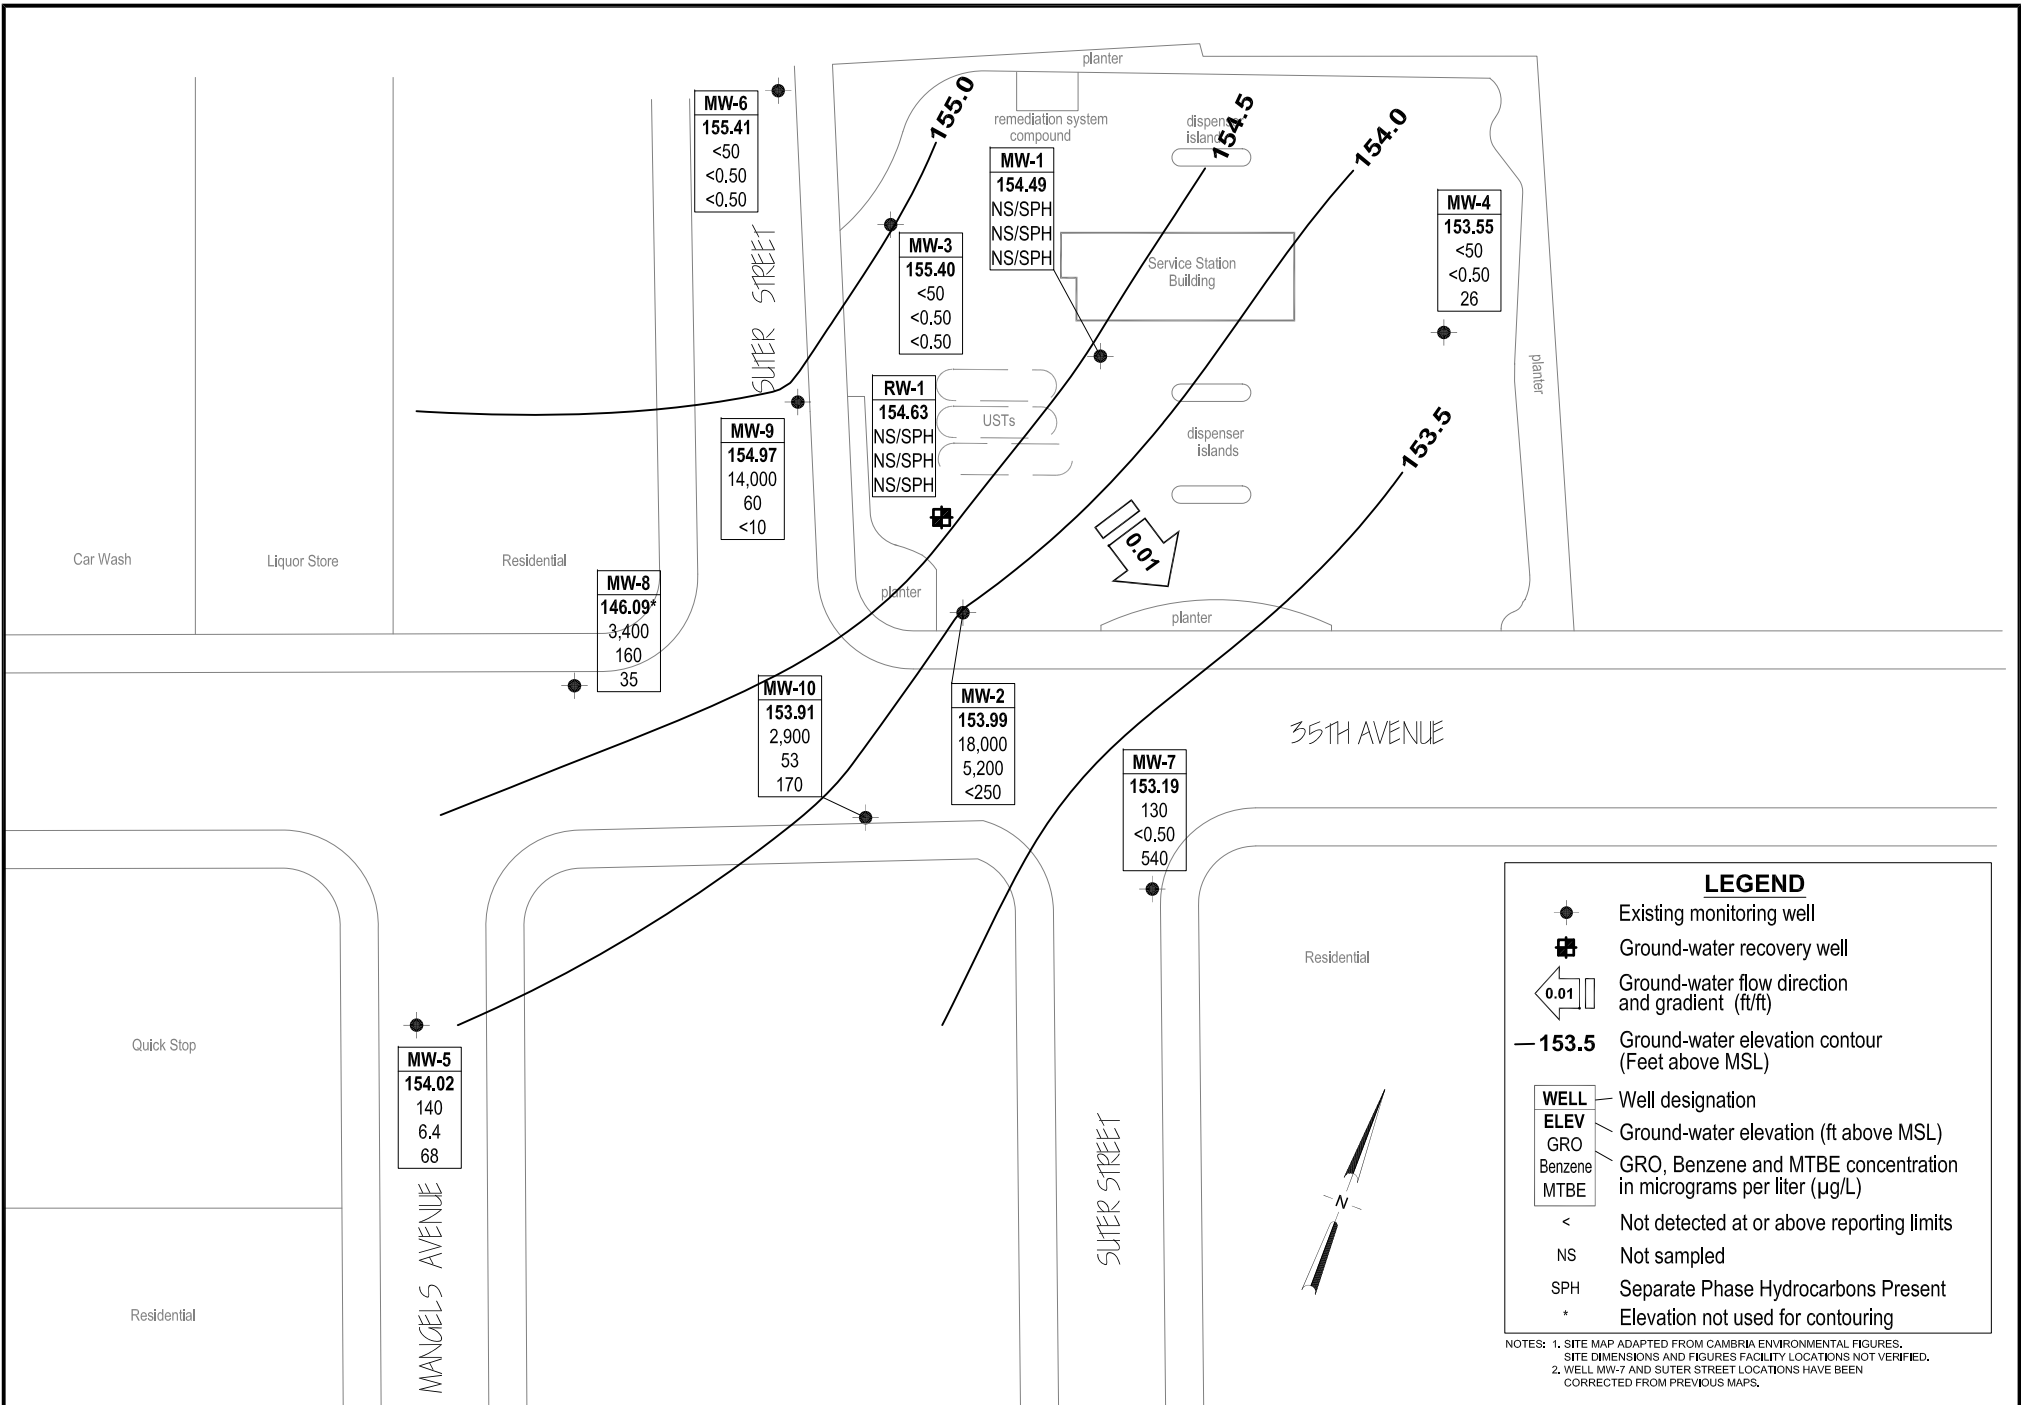 planter
155.0
remediation system
compound
dispenser
islands
154.5
154.0
MW-6
155.41
<50
<0.50
<0.50
MW-1
154.49
NS/SPH
NS/SPH
NS/SPH
MW-4
153.55
<50
<0.50
26
MW-3
155.40
<50
<0.50
<0.50
SUTER STREET
Service Station
Building
planter
RW-1
154.63
NS/SPH
NS/SPH
NS/SPH
USTs
dispenser
islands
153.5
MW-9
154.97
14,000
60
<10
0.01
Car Wash
Liquor Store
Residential
MW-8
146.09*
3,400
160
35
planter
planter
MW-10
153.91
2,900
53
170
MW-2
153.99
18,000
5,200
<250
35TH AVENUE
MW-7
153.19
130
<0.50
540
Residential
Quick Stop
MW-5
154.02
140
6.4
68
MANGELS AVENUE
SUTER STREET
N
Residential
LEGEND
Existing monitoring well
Ground-water recovery well
0.01
Ground-water flow direction
and gradient (ft/ft)
153.5
Ground-water elevation contour
(Feet above MSL)
WELL
Well designation
ELEV
Ground-water elevation (ft above MSL)
GRO
Benzene
MTBE
GRO, Benzene and MTBE concentration
in micrograms per liter (µg/L)
< Not detected at or above reporting limits
NS Not sampled
SPH Separate Phase Hydrocarbons Present
* Elevation not used for contouring
NOTES: 1. SITE MAP ADAPTED FROM CAMBRIA ENVIRONMENTAL FIGURES.
SITE DIMENSIONS AND FIGURES FACILITY LOCATIONS NOT VERIFIED.
2. WELL MW-7 AND SUTER STREET LOCATIONS HAVE BEEN
CORRECTED FROM PREVIOUS MAPS.